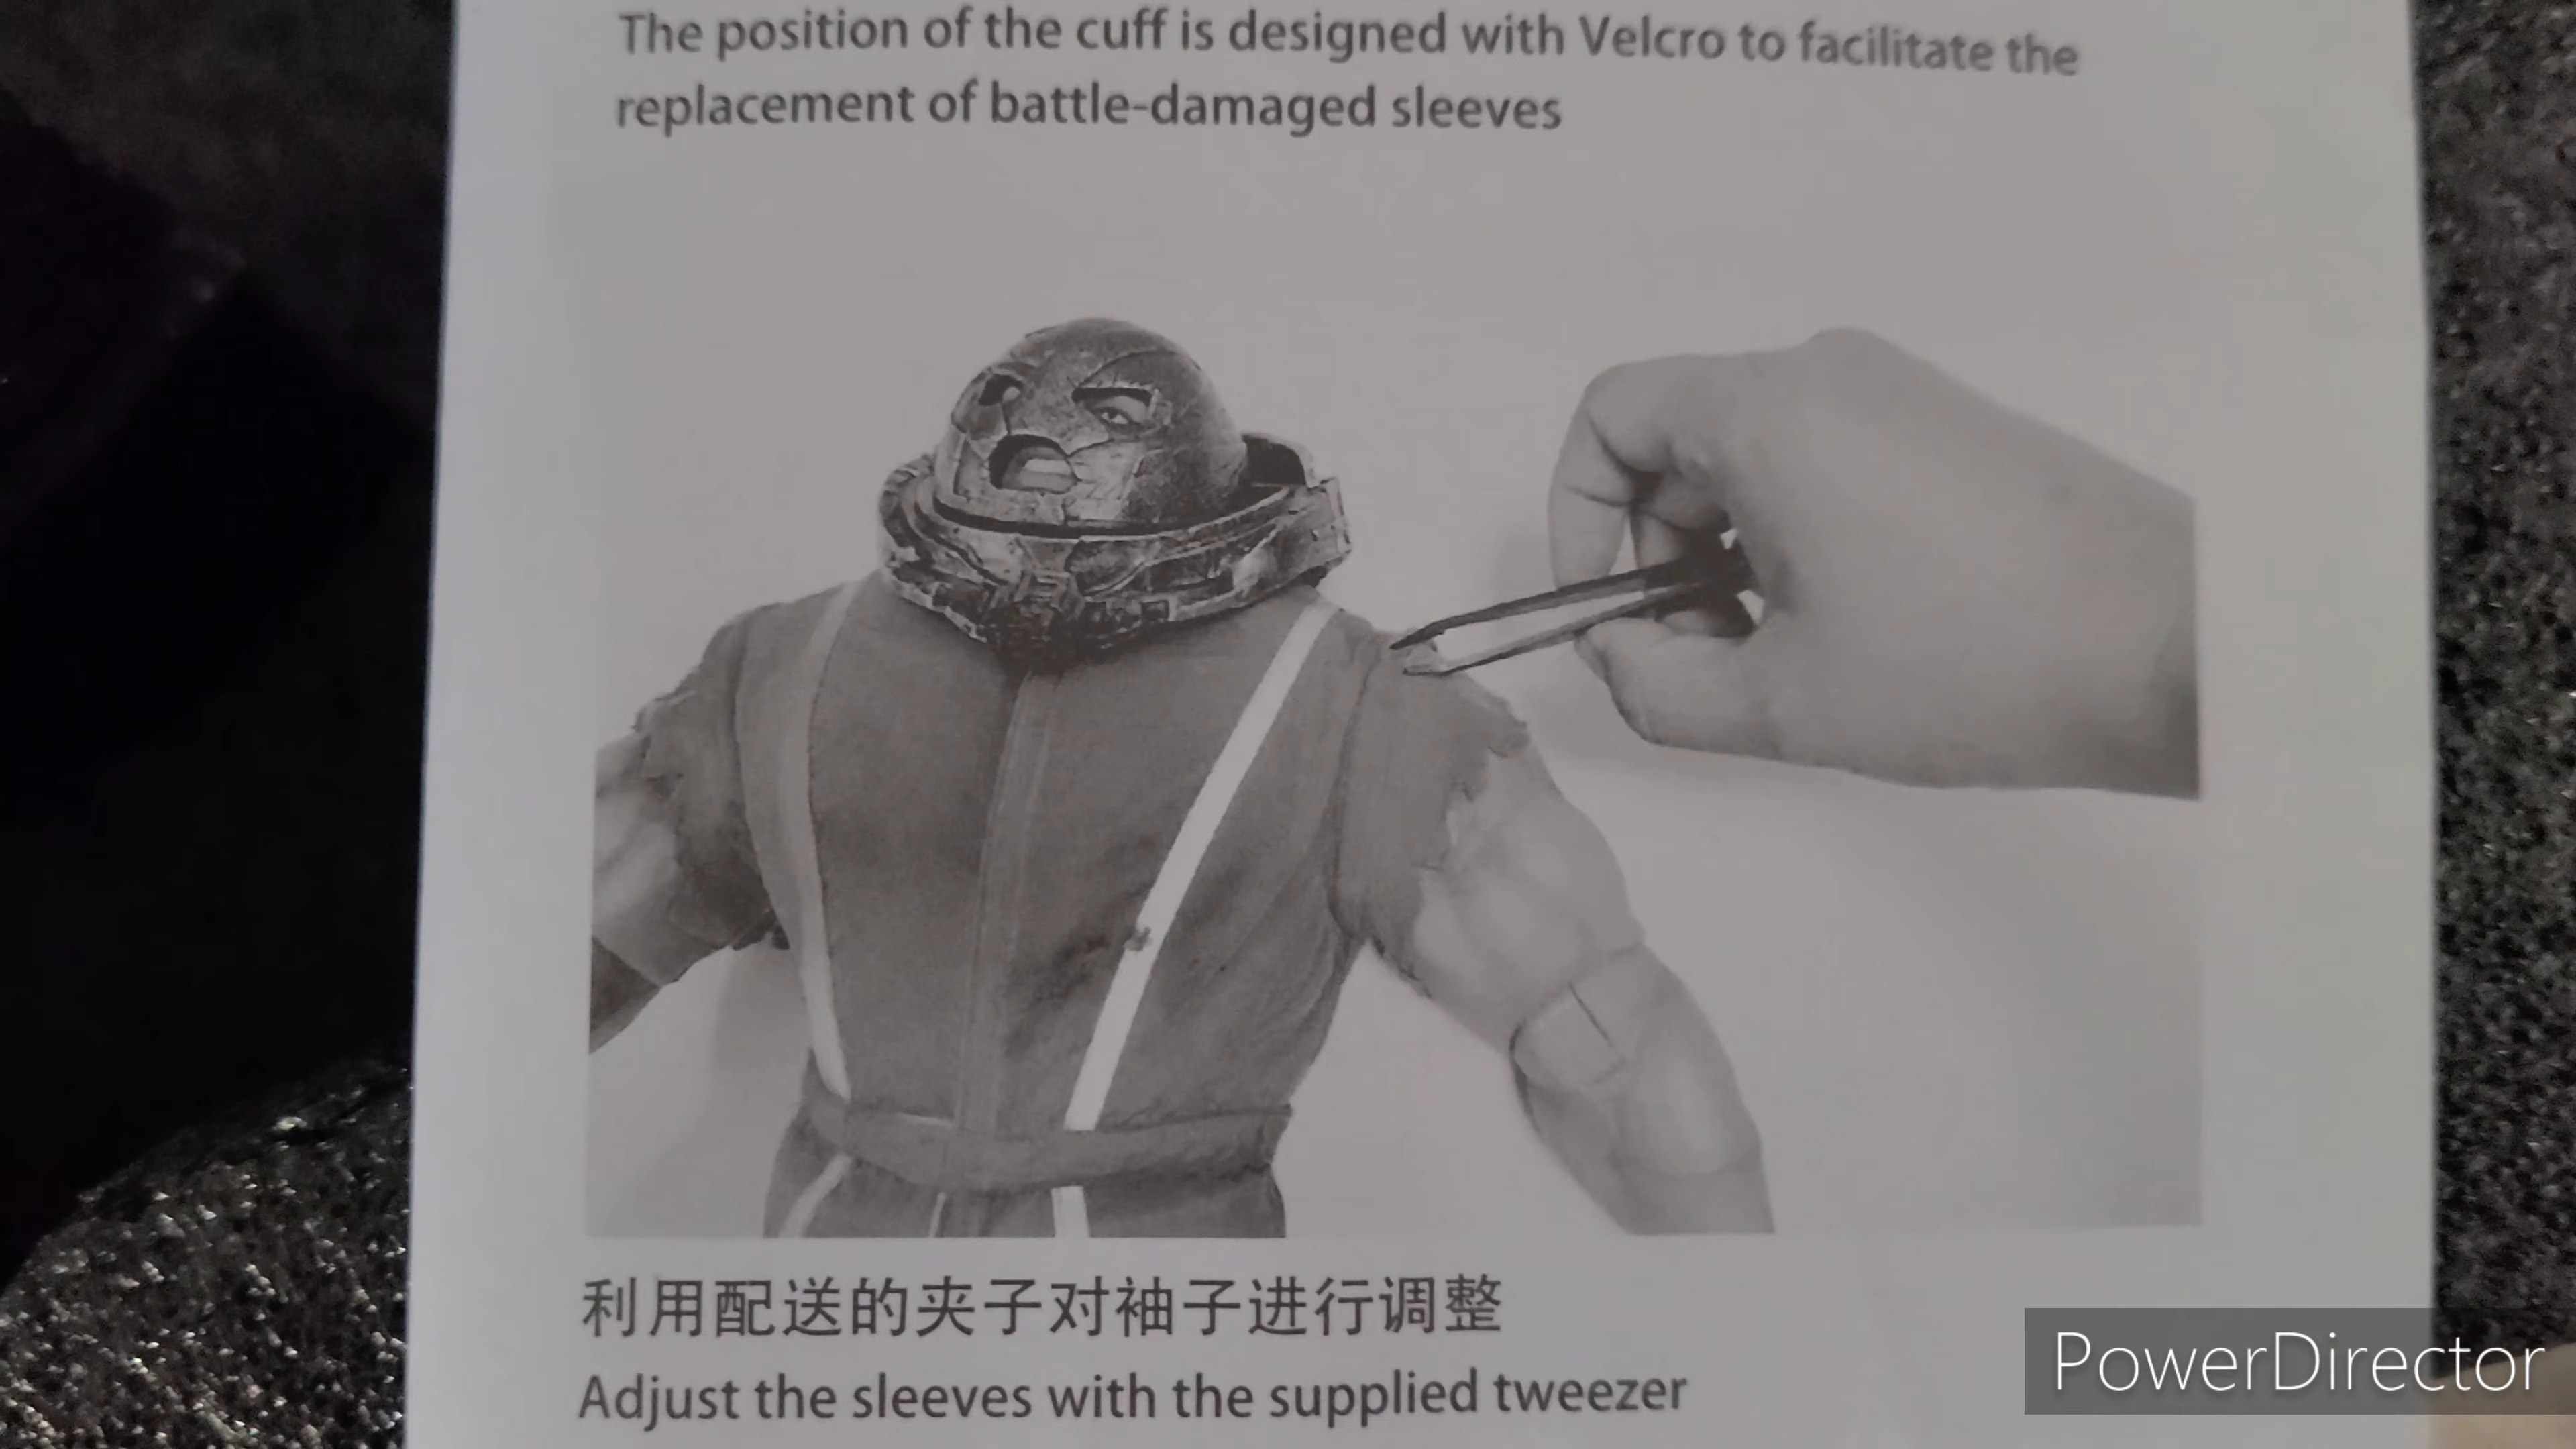 The position of the cuff is designed with Velcro to facilitate the
replacement of battle-damaged sleeves
利用配送的夹子对袖子进行调整
Adjust the sleeves with the supplied tweezer
PowerDirector